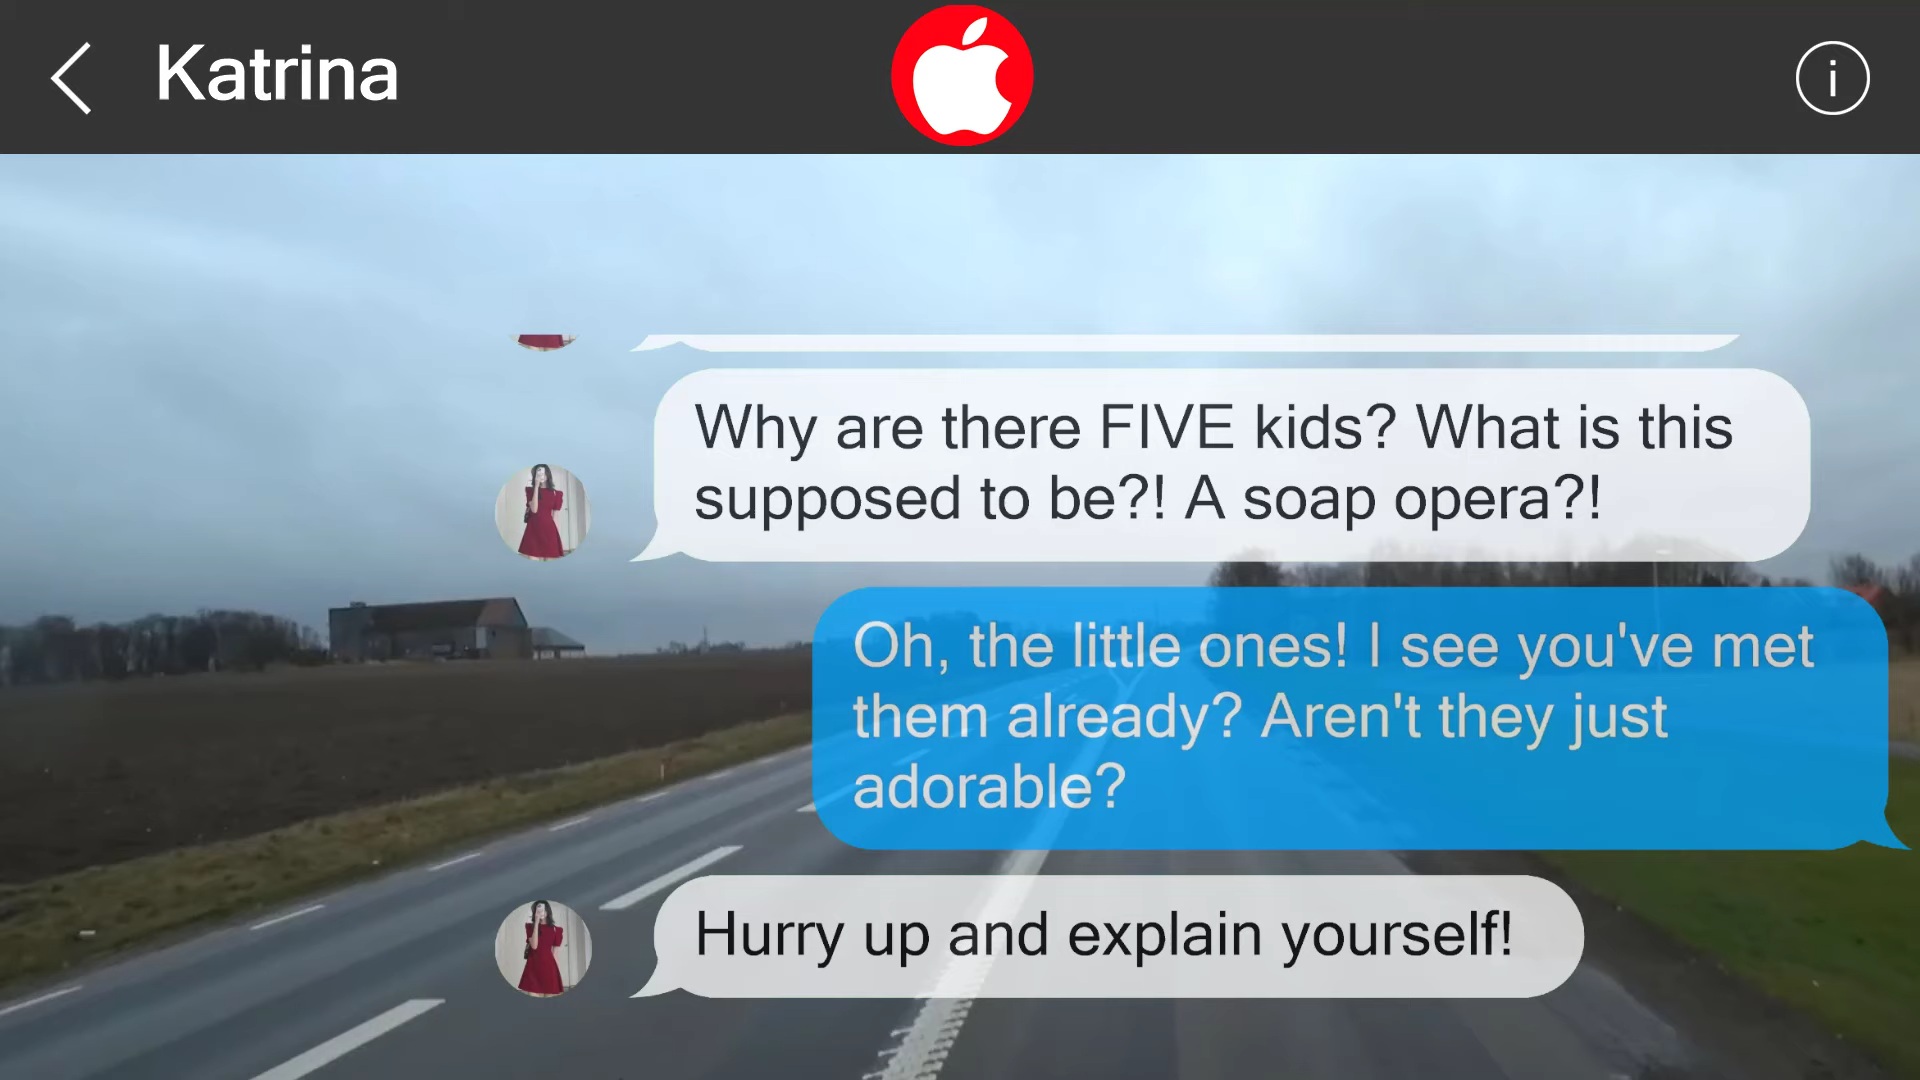 Katrina
i
Why are there FIVE kids? What is this
supposed to be?! A soap opera?!
Oh, the little ones! I see you've met
them already? Aren't they just
adorable?
Hurry up and explain yourself!